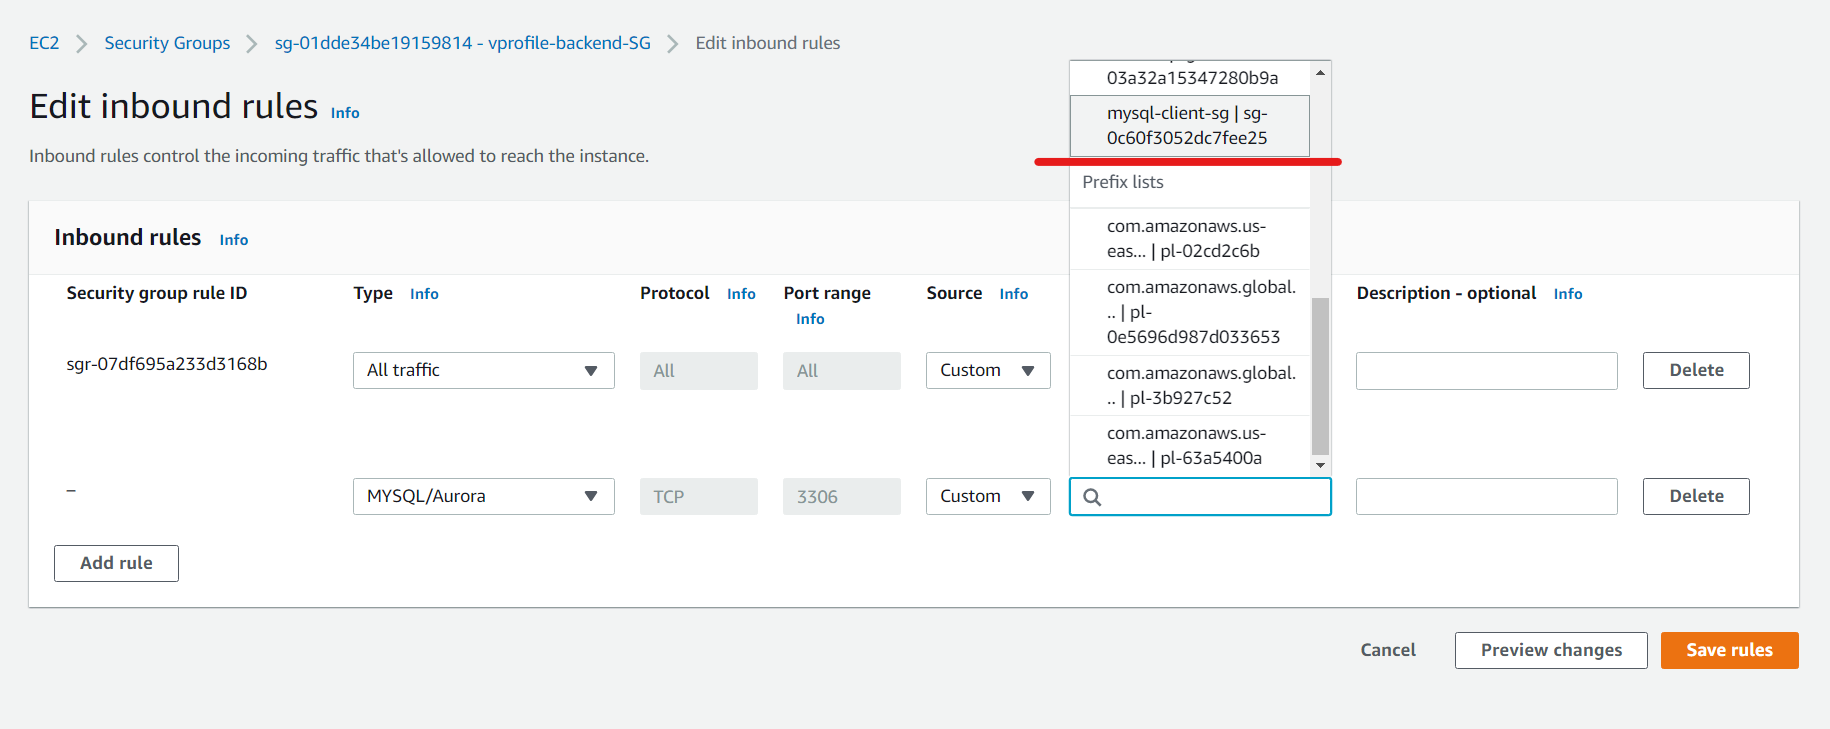 EC2 > Security Groups > sg-01dde34be19159814 - vprofile-backend-SG > Edit inbound rules
Edit inbound rules Info
Inbound rules control the incoming traffic that's allowed to reach the instance.
Inbound rules Info
Security group rule ID
Type Info
Protocol Info
Port range
Info
Source Info
Description - optional Info
sgr-07df695a233d3168b
All traffic
All
All
Custom
Delete
03a32a15347280b9a
mysql-client-sg | sg-
0c60f3052dc7fee25
Prefix lists
com.amazonaws.us-
eas... | pl-02cd2c6b
com.amazonaws.global.
.. | pl-
0e5696d987d033653
com.amazonaws.global.
.. | pl-3b927c52
com.amazonaws.us-
eas... | pl-63a5400a
–
MYSQL/Aurora
TCP
3306
Custom
Delete
Add rule
Cancel
Preview changes
Save rules